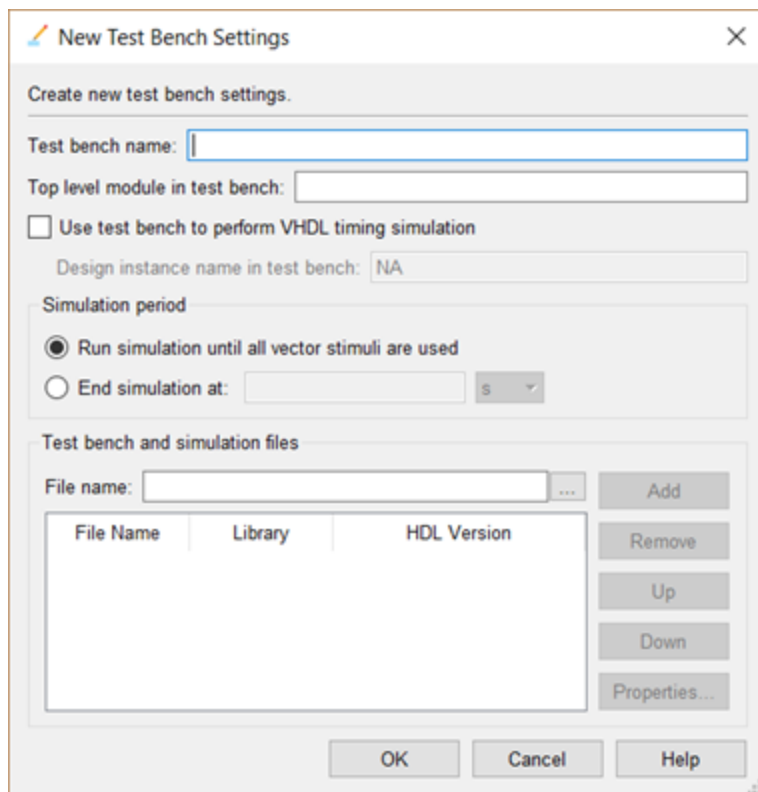 New Test Bench Settings
Create new test bench settings.
Test bench name:
Top level module in test bench:
Use test bench to perform VHDL timing simulation
Design instance name in test bench: NA
Simulation period
Run simulation until all vector stimuli are used
End simulation at: s
Test bench and simulation files
File name: ... Add
File Name Library HDL Version
Remove
Up
Down
Properties...
OK Cancel Help